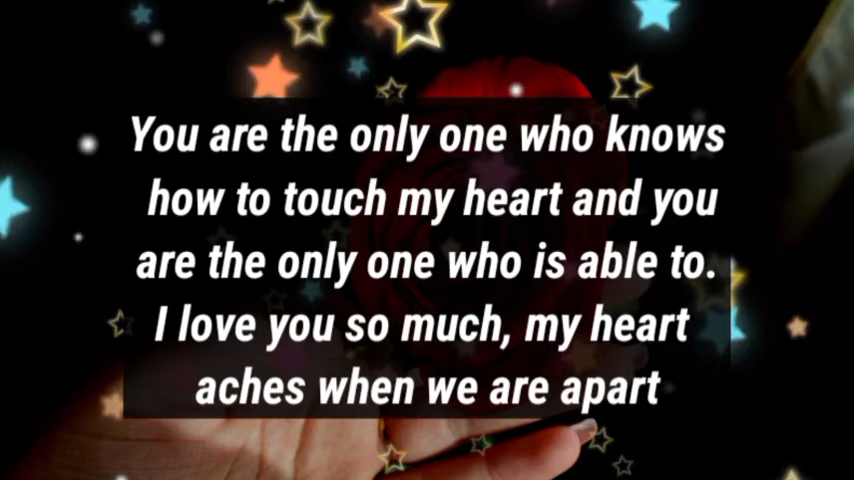 You are the only one who knows
how to touch my heart and you
are the only one who is able to.
I love you so much, my heart
aches when we are apart